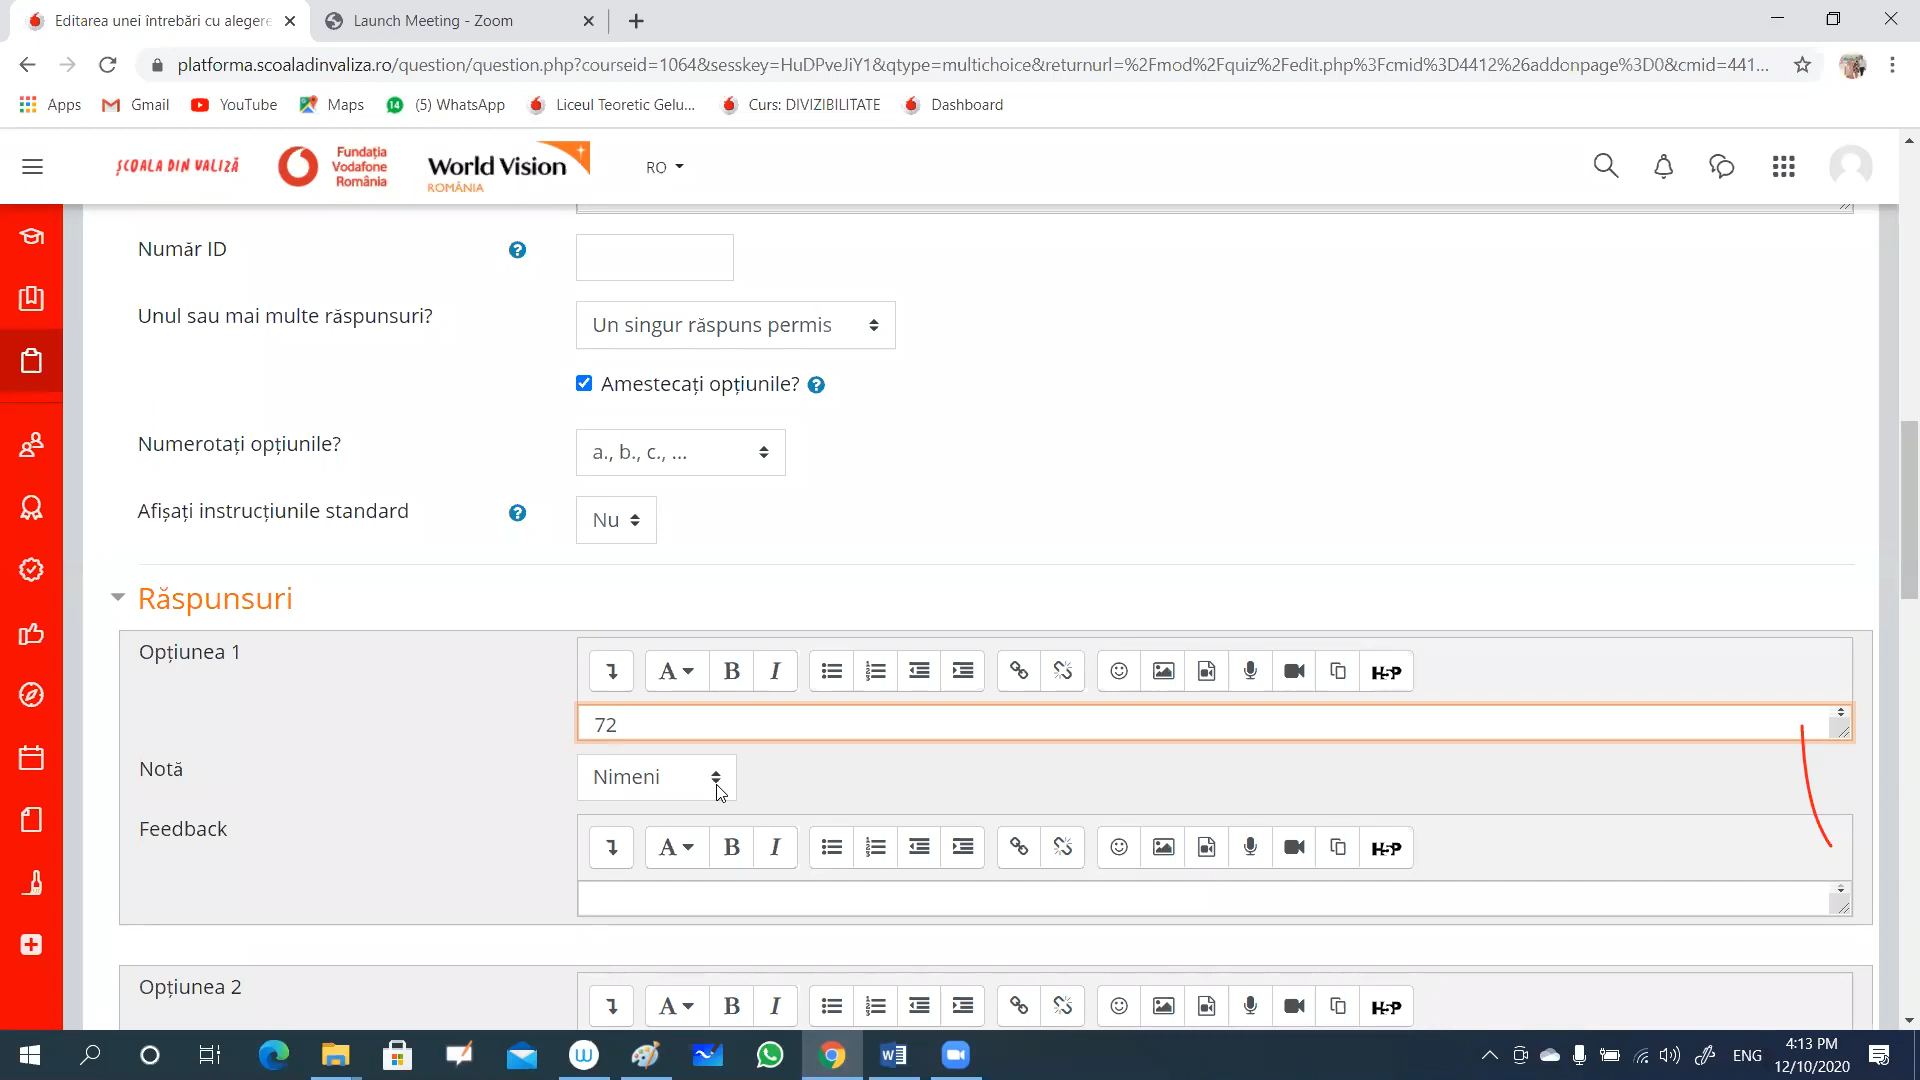 Editarea unei întrebări cu alegere
Launch Meeting - Zoom
platforma.scoaladinvaliza.ro/question/question.php?courseid=1064&sesskey=HuDPveJiY1&qtype=multichoice&returnurl=%2Fmod%2Fquiz%2Fedit.php%3Fcmid%3D4412%26addonpage%3D0&cmid=441...
Apps
Gmail
YouTube
Maps
14
(5) WhatsApp
Liceul Teoretic Gelu...
Curs: DIVIZIBILITATE
Dashboard
ȘCOALA DIN VALIZĂ
Fundația
Vodafone
România
World Vision
ROMÂNIA
RO
Număr ID
Unul sau mai multe răspunsuri?
Un singur răspuns permis
Amestecați opțiunile?
Numerotați opțiunile?
a., b., c., ...
Afișați instrucțiunile standard
Nu
Răspunsuri
Opțiunea 1
A B I H5P
72
Notă
Nimeni
Feedback
A B I H5P
Opțiunea 2
A B I H5P
ENG
4:13 PM
12/10/2020